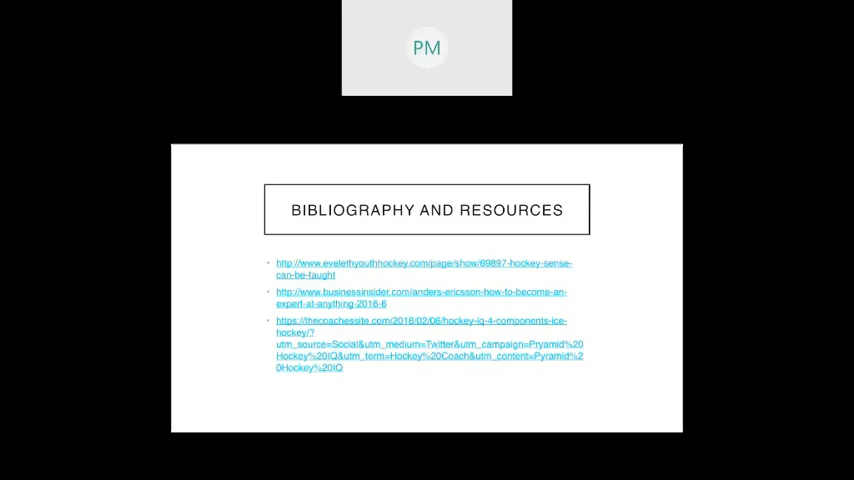 PM
BIBLIOGRAPHY AND RESOURCES
• http://www.evelethyouthhockey.com/page/show/69897-hockey-sense-
can-be-taught
• http://www.businessinsider.com/anders-ericsson-how-to-become-an-
expert-at-anything-2016-6
• https://thecoachessite.com/2018/02/06/hockey-iq-4-components-ice-
hockey/?
utm_source=Social&utm_medium=Twitter&utm_campaign=Pryamid%20
Hockey%20IQ&utm_term=Hockey%20Coach&utm_content=Pyramid%2
0Hockey%20IQ